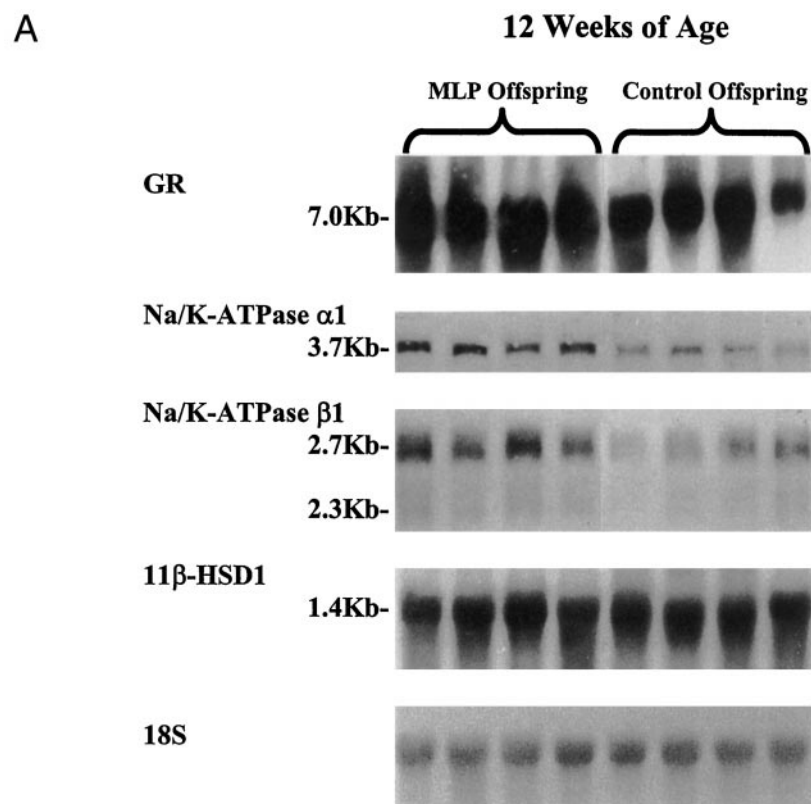 A
12 Weeks of Age
MLP Offspring Control Offspring
GR
7.0Kb-
Na/K-ATPase α1
3.7Kb-
Na/K-ATPase β1
2.7Kb-
2.3Kb-
11β-HSD1
1.4Kb-
18S